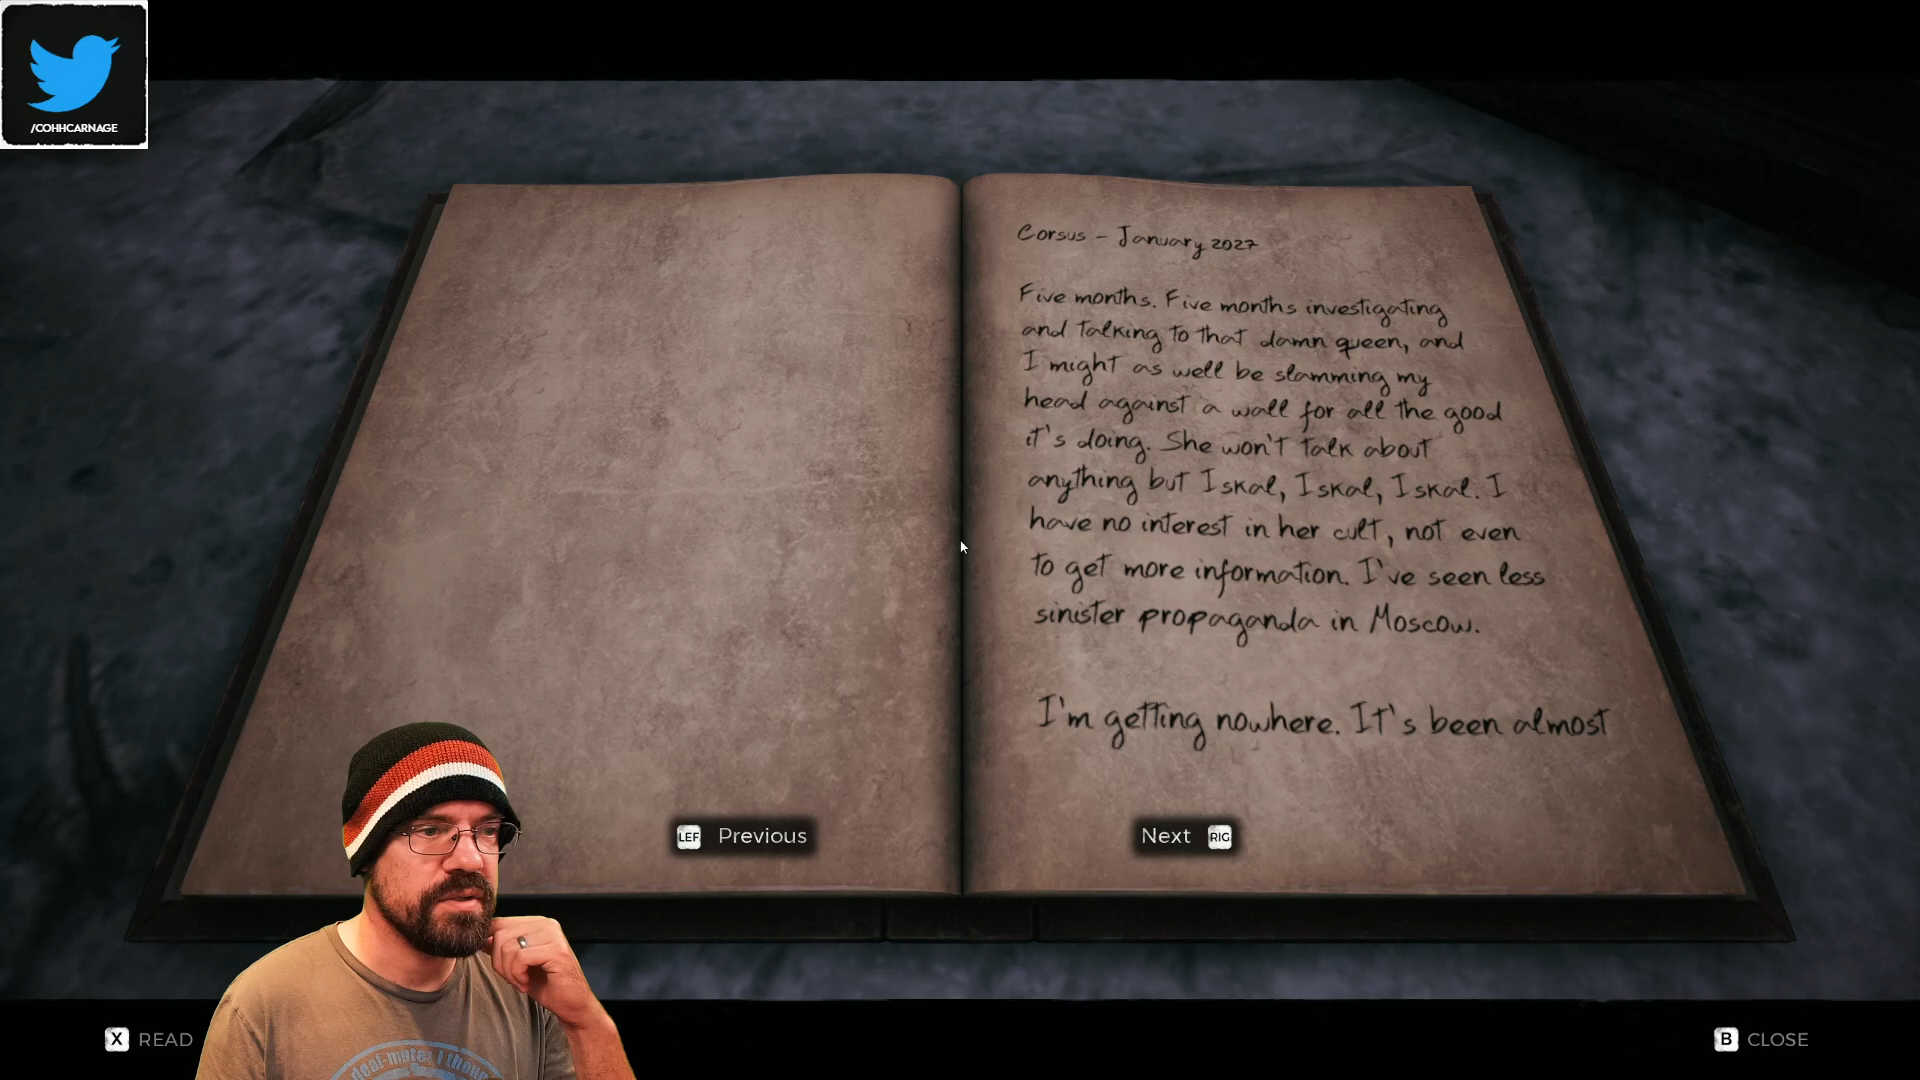 /COHHCARNAGE
Corsus - January 2027
Five months. Five months investigating
and talking to that damn queen, and
I might as well be slamming my
head against a wall for all the good
it's doing. She won't talk about
anything but Iskal, Iskal, Iskal. I
have no interest in her cult, not even
to get more information. I've seen less
sinister propaganda in Moscow.
I'm getting nowhere. It's been almost
LEF Previous
Next RIG
X READ
B CLOSE
deaf-mute, i thou